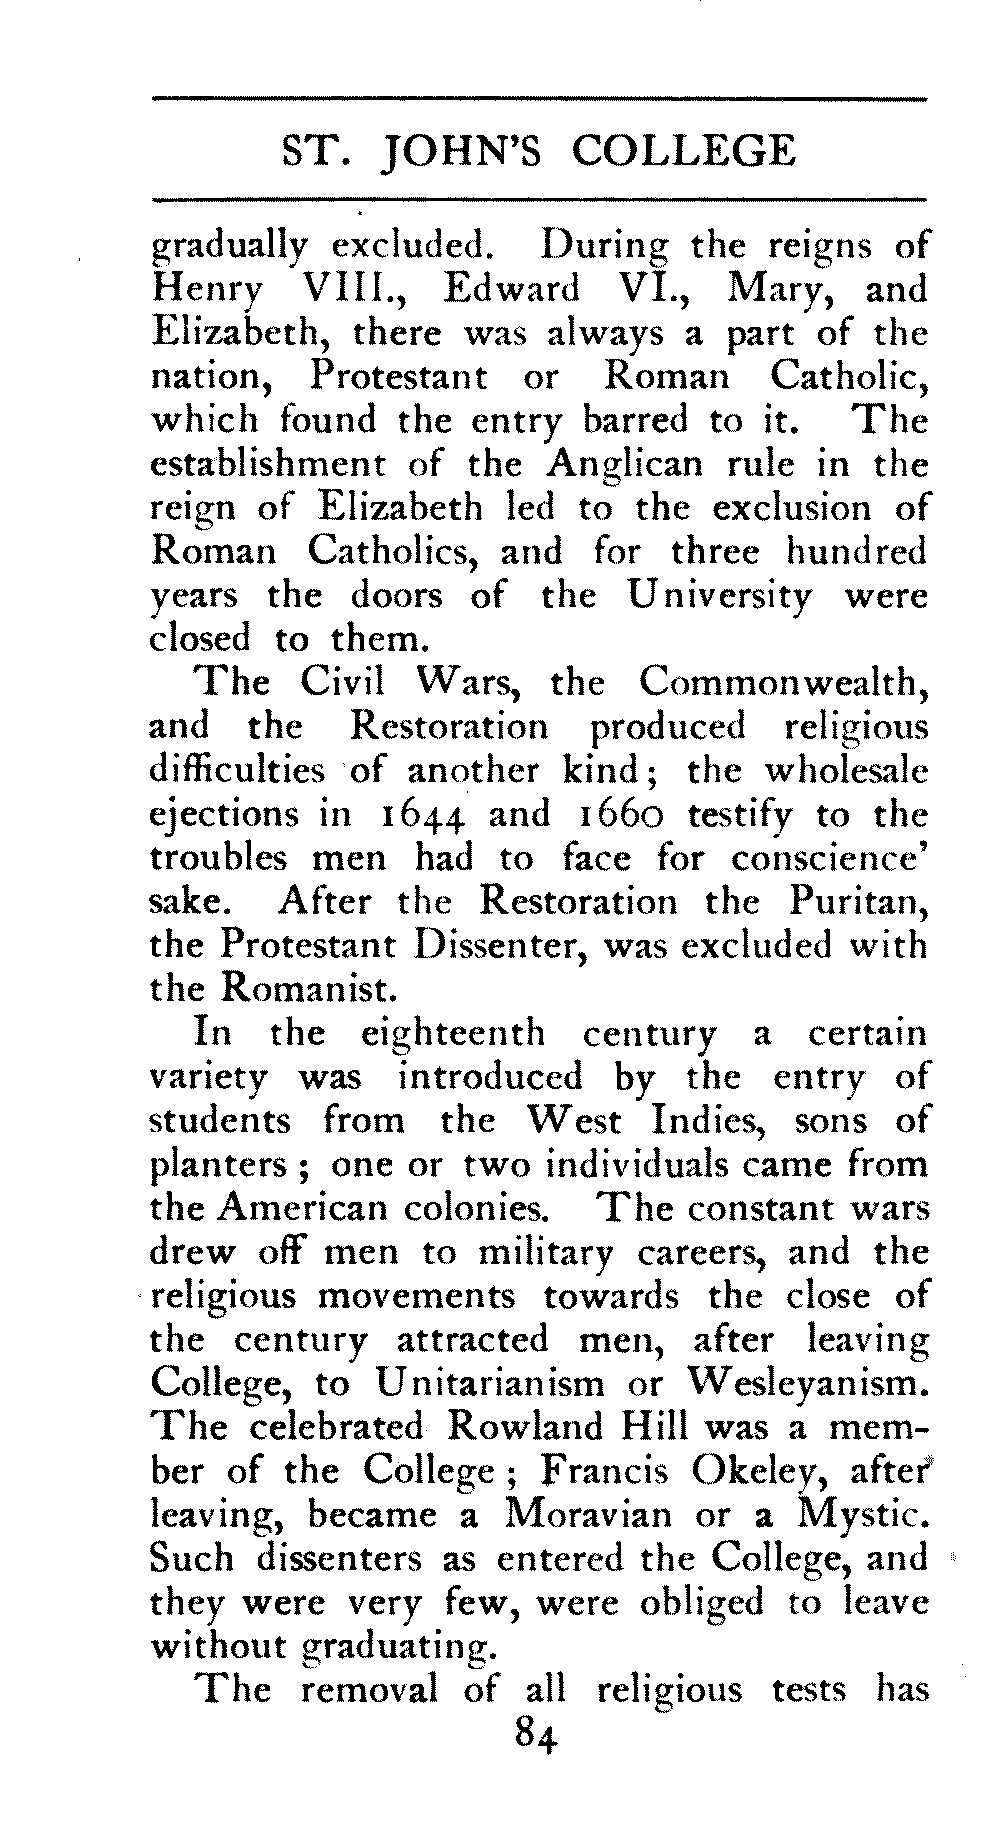 ST. JOHN'S COLLEGE
gradually excluded. During the reigns of
Henry VIII., Edward VI., Mary, and
Elizabeth, there was always a part of the
nation, Protestant or Roman Catholic,
which found the entry barred to it. The
establishment of the Anglican rule in the
reign of Elizabeth led to the exclusion of
Roman Catholics, and for three hundred
years the doors of the University were
closed to them.
The Civil Wars, the Commonwealth,
and the Restoration produced religious
difficulties of another kind; the wholesale
ejections in 1644 and 1660 testify to the
troubles men had to face for conscience'
sake. After the Restoration the Puritan,
the Protestant Dissenter, was excluded with
the Romanist.
In the eighteenth century a certain
variety was introduced by the entry of
students from the West Indies, sons of
planters; one or two individuals came from
the American colonies. The constant wars
drew off men to military careers, and the
religious movements towards the close of
the century attracted men, after leaving
College, to Unitarianism or Wesleyanism.
The celebrated Rowland Hill was a mem-
ber of the College; Francis Okeley, after
leaving, became a Moravian or a Mystic.
Such dissenters as entered the College, and
they were very few, were obliged to leave
without graduating.
The removal of all religious tests has
84